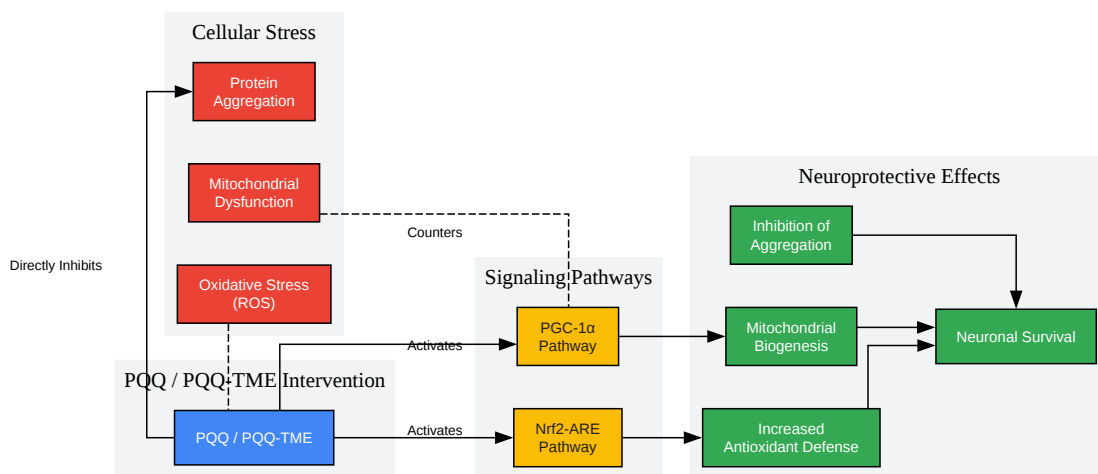 Cellular Stress
Protein
Aggregation
Mitochondrial
Dysfunction
Counters
Directly Inhibits
Oxidative Stress
(ROS)
PQQ / PQQ-TME Intervention
PQQ / PQQ-TME
Activates
Activates
Signaling Pathways
PGC-1α
Pathway
Nrf2-ARE
Pathway
Neuroprotective Effects
Inhibition of
Aggregation
Mitochondrial
Biogenesis
Increased
Antioxidant Defense
Neuronal Survival